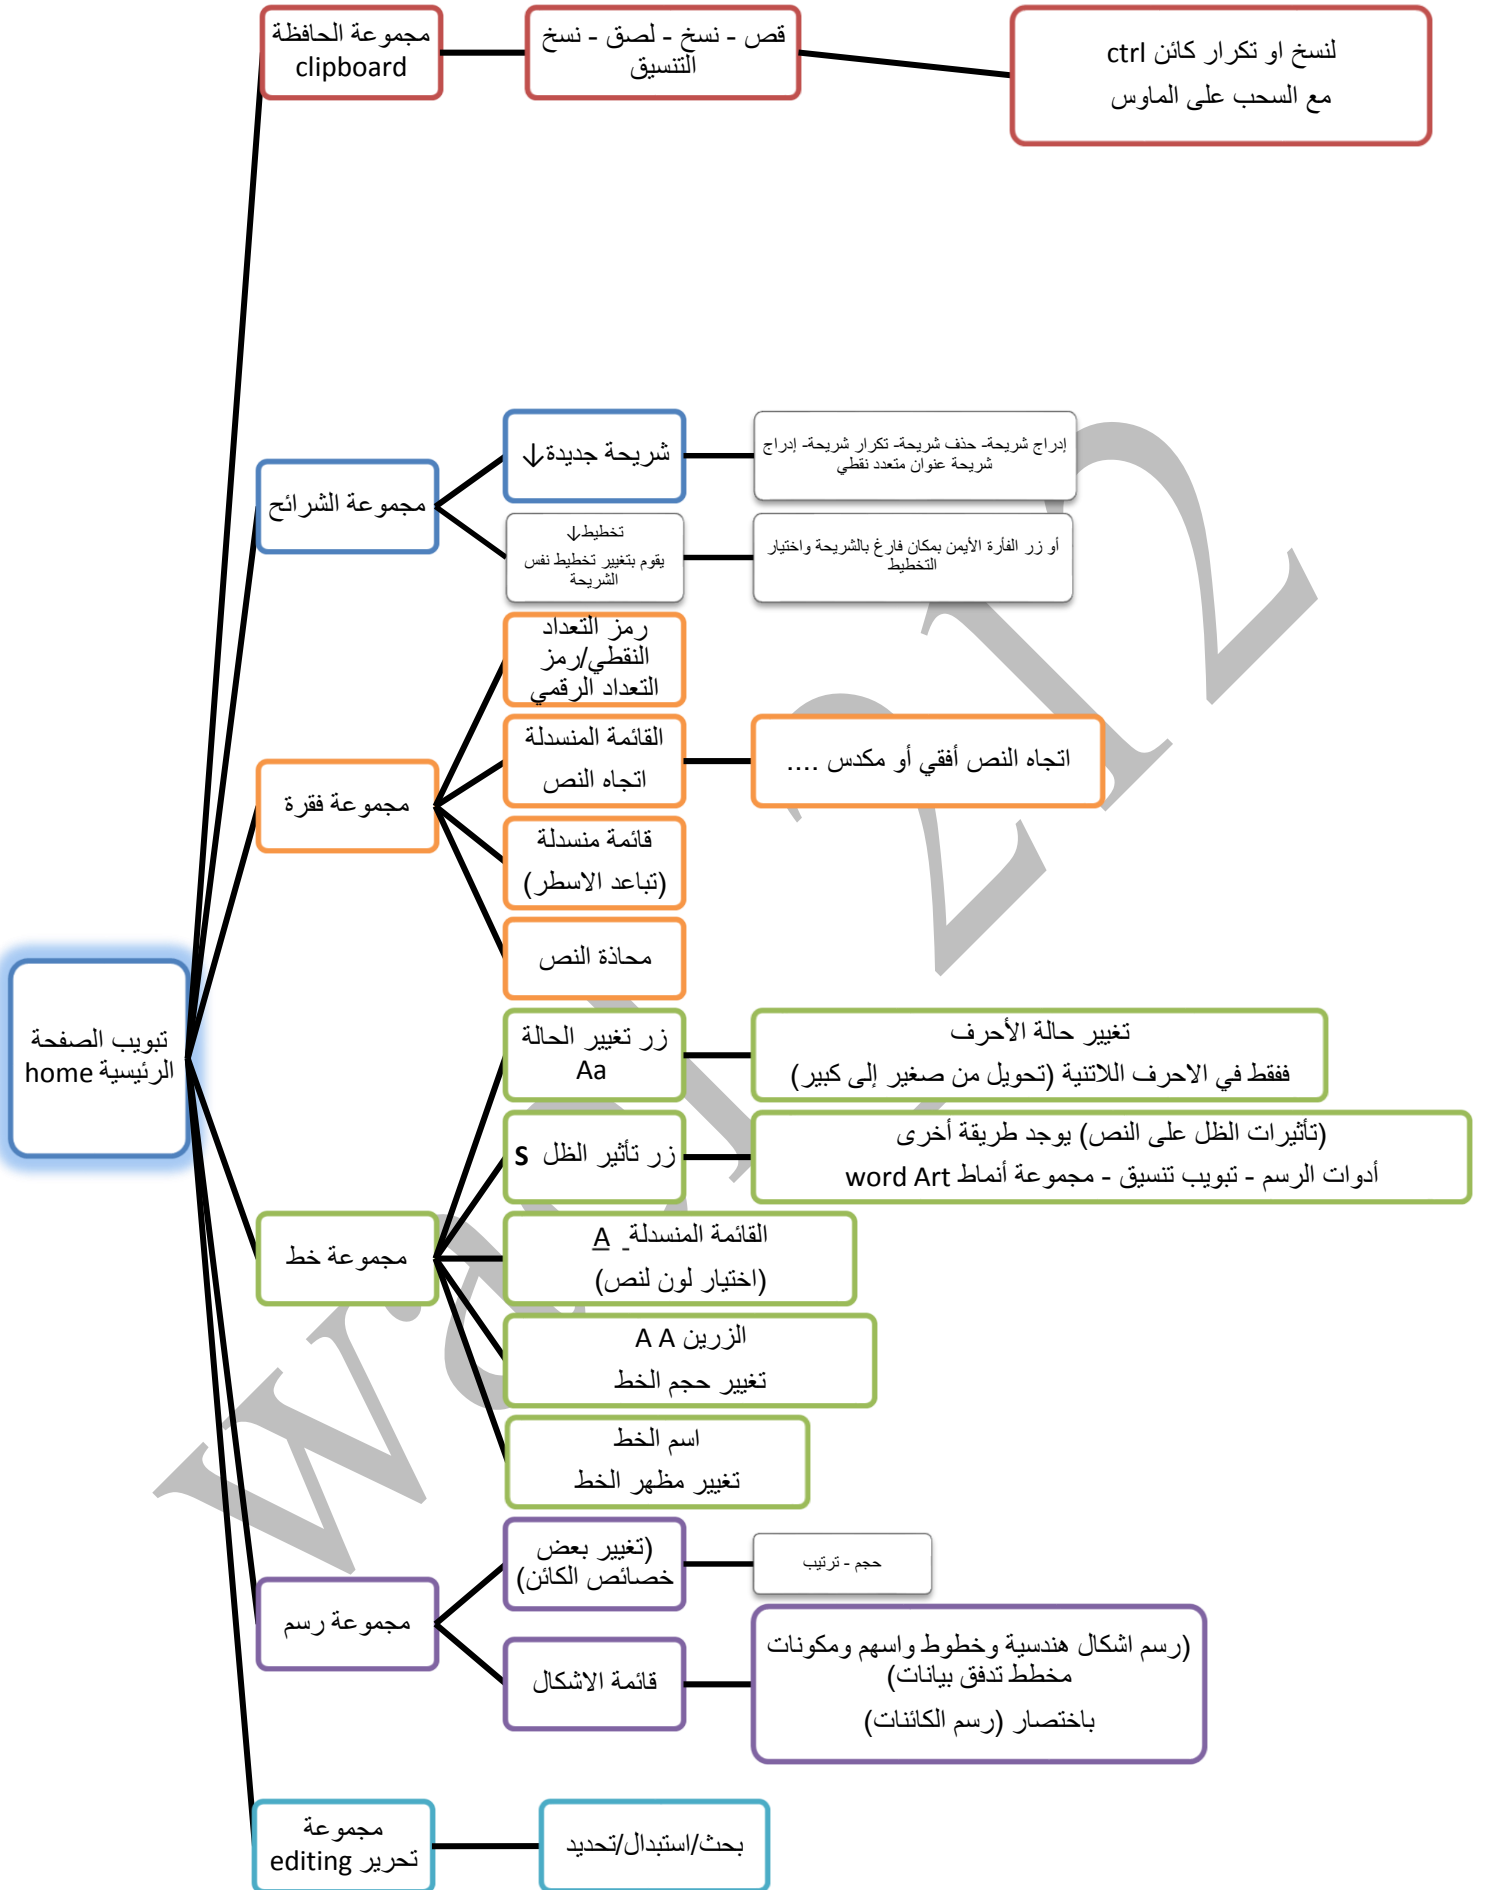 مجموعة الحافظة
clipboard
قص - نسخ - لصق - نسخ
التنسيق
لنسخ او تكرار كائن ctrl
مع السحب على الماوس
مجموعة الشرائح
شريحة جديدة↓
إدراج شريحة- حذف شريحة- تكرار شريحة- إدراج
شريحة عنوان متعدد نقطي
تخطيط↓
يقوم بتغيير تخطيط نفس
الشريحة
أو زر الفأرة الأيمن بمكان فارغ بالشريحة واختيار
التخطيط
رمز التعداد
النقطي/رمز
التعداد الرقمي
مجموعة فقرة
القائمة المنسدلة
اتجاه النص
اتجاه النص أفقي أو مكدس ....
قائمة منسدلة
(تباعد الاسطر)
محاذة النص
تبويب الصفحة
الرئيسية home
زر تغيير الحالة
Aa
تغيير حالة الأحرف
ففقط في الاحرف اللاتنية (تحويل من صغير إلى كبير)
زر تأثير الظل S
(تأثيرات الظل على النص) يوجد طريقة أخرى
أدوات الرسم - تبويب تنسيق - مجموعة أنماط word Art
مجموعة خط
القائمة المنسدلة A
(اختيار لون لنص)
الزرين A A
تغيير حجم الخط
اسم الخط
تغيير مظهر الخط
مجموعة رسم
(تغيير بعض
خصائص الكائن)
حجم - ترتيب
قائمة الاشكال
(رسم اشكال هندسية وخطوط واسهم ومكونات
مخطط تدفق بيانات)
باختصار (رسم الكائنات)
مجموعة
تحرير editing
بحث/استبدال/تحديد